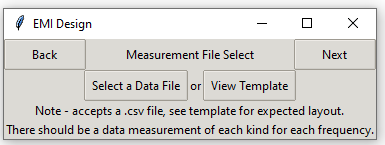 EMI Design
Back Measurement File Select Next
Select a Data File or View Template
Note - accepts a .csv file, see template for expected layout.
There should be a data measurement of each kind for each frequency.